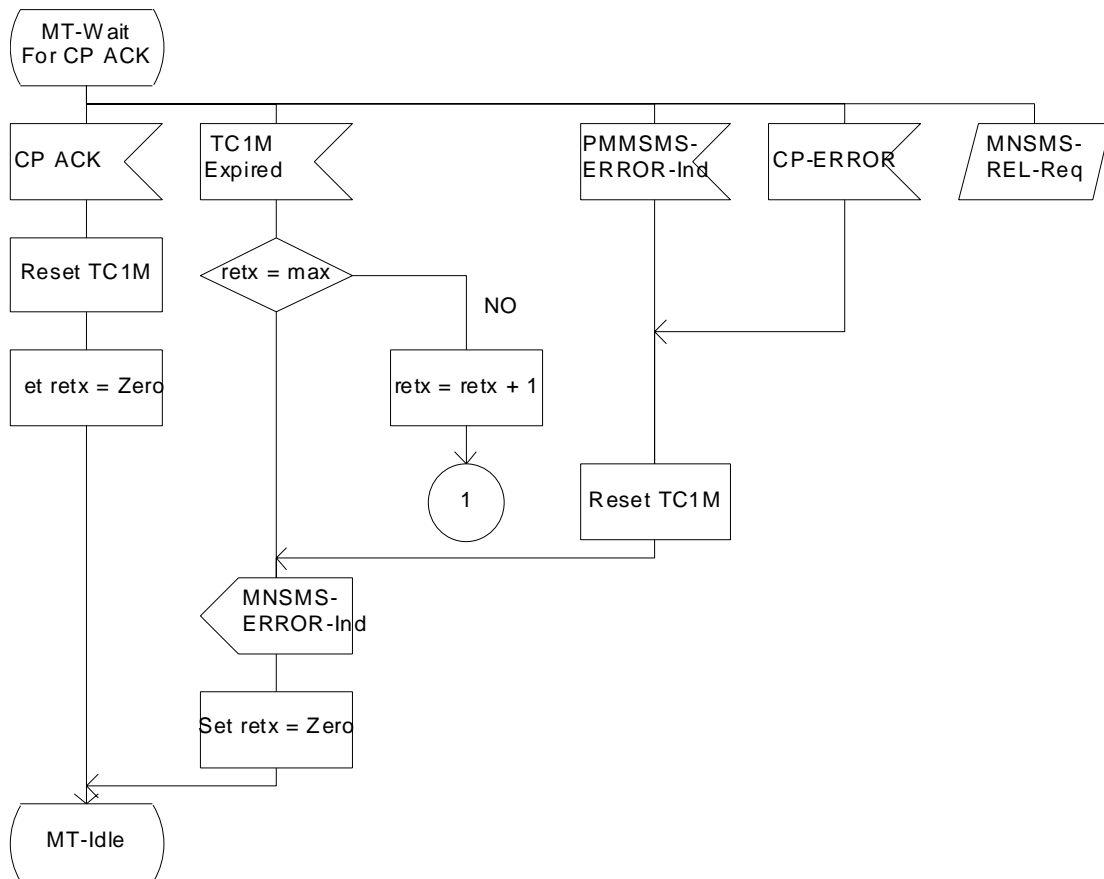 MT-Wait
For CP ACK
CP ACK
TC1M
Expired
PMMSMS-
ERROR-Ind
CP-ERROR
MNSMS-
REL-Req
Reset TC1M
retx = max
NO
et retx = Zero
retx = retx + 1
1
Reset TC1M
MNSMS-
ERROR-Ind
Set retx = Zero
MT-Idle